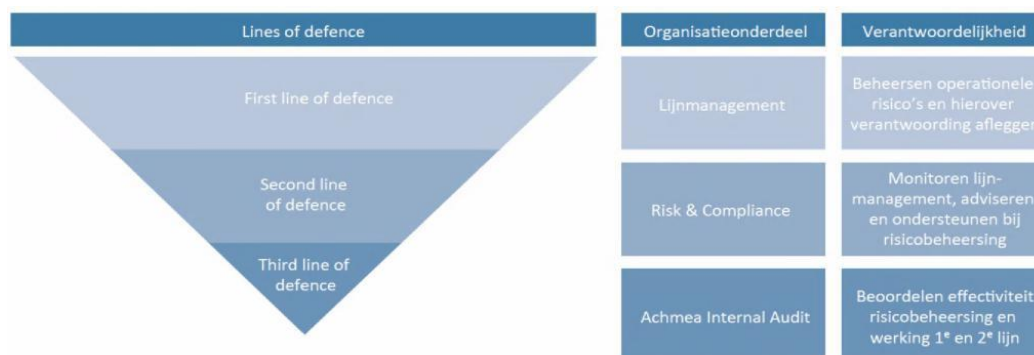 Lines of defence
Organisatieonderdeel
Verantwoordelijkheid
First line of defence
Lijnmanagement
Beheersen operationele
risico's en hierover
verantwoording afleggen
Second line
of defence
Risk & Compliance
Monitoren lijn-
management, adviseren
en ondersteunen bij
risicobeheersing
Third line of
defence
Achmea Internal Audit
Beoordelen effectiviteit
risicobeheersing en
werking 1ᵉ en 2ᵉ lijn